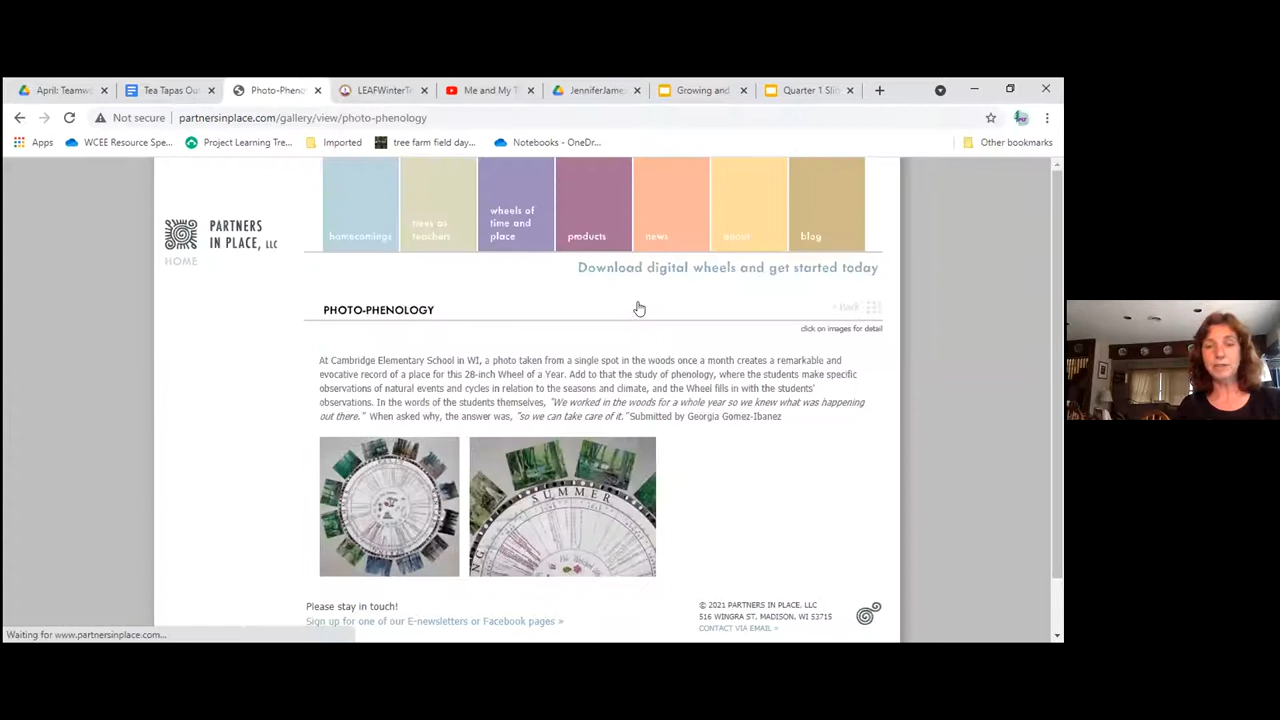 April: Teamwo
Tea Tapas Ou
Photo-Pheno
LEAFWinterTr
Me and My T
JenniferJame
Growing and
Quarter 1 Sli
Not secure
partnersinplace.com/gallery/view/photo-phenology
Apps
WCEE Resource Spe...
Project Learning Tre...
Imported
tree farm field day...
Notebooks - OneDr...
Other bookmarks
PARTNERS
IN PLACE, LLC
HOME
homecomings
trees as
teachers
wheels of
time and
place
products
news
about
blog
Download digital wheels and get started today
PHOTO-PHENOLOGY
« Back
click on images for detail
At Cambridge Elementary School in WI, a photo taken from a single spot in the woods once a month creates a remarkable and
evocative record of a place for this 28-inch Wheel of a Year. Add to that the study of phenology, where the students make specific
observations of natural events and cycles in relation to the seasons and climate, and the Wheel fills in with the students'
observations. In the words of the students themselves, "We worked in the woods for a whole year so we knew what was happening
out there." When asked why, the answer was, "so we can take care of it." Submitted by Georgia Gomez-Ibanez
SUMMER
Please stay in touch!
Sign up for one of our E-newsletters or Facebook pages »
© 2021 PARTNERS IN PLACE, LLC
516 WINGRA ST, MADISON, WI 53715
CONTACT VIA EMAIL »
Waiting for www.partnersinplace.com...